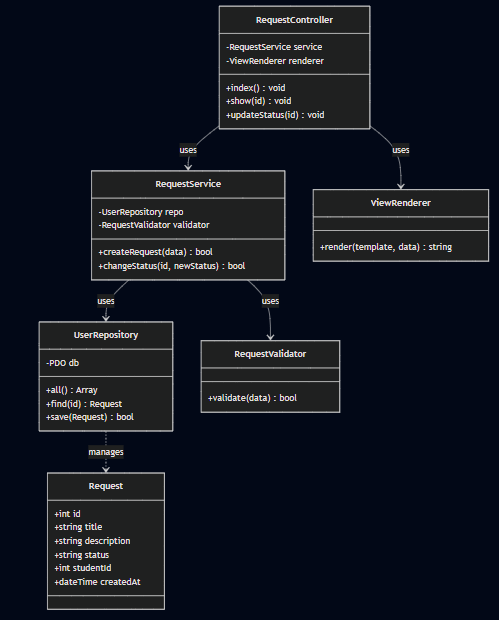 RequestController
-RequestService service
-ViewRenderer renderer
+index() : void
+show(id) : void
+updateStatus(id) : void
uses
uses
RequestService
-UserRepository repo
-RequestValidator validator
+createRequest(data) : bool
+changeStatus(id, newStatus) : bool
ViewRenderer
+render(template, data) : string
uses
uses
UserRepository
-PDO db
+all() : Array
+find(id) : Request
+save(Request) : bool
RequestValidator
+validate(data) : bool
manages
Request
+int id
+string title
+string description
+string status
+int studentId
+dateTime createdAt